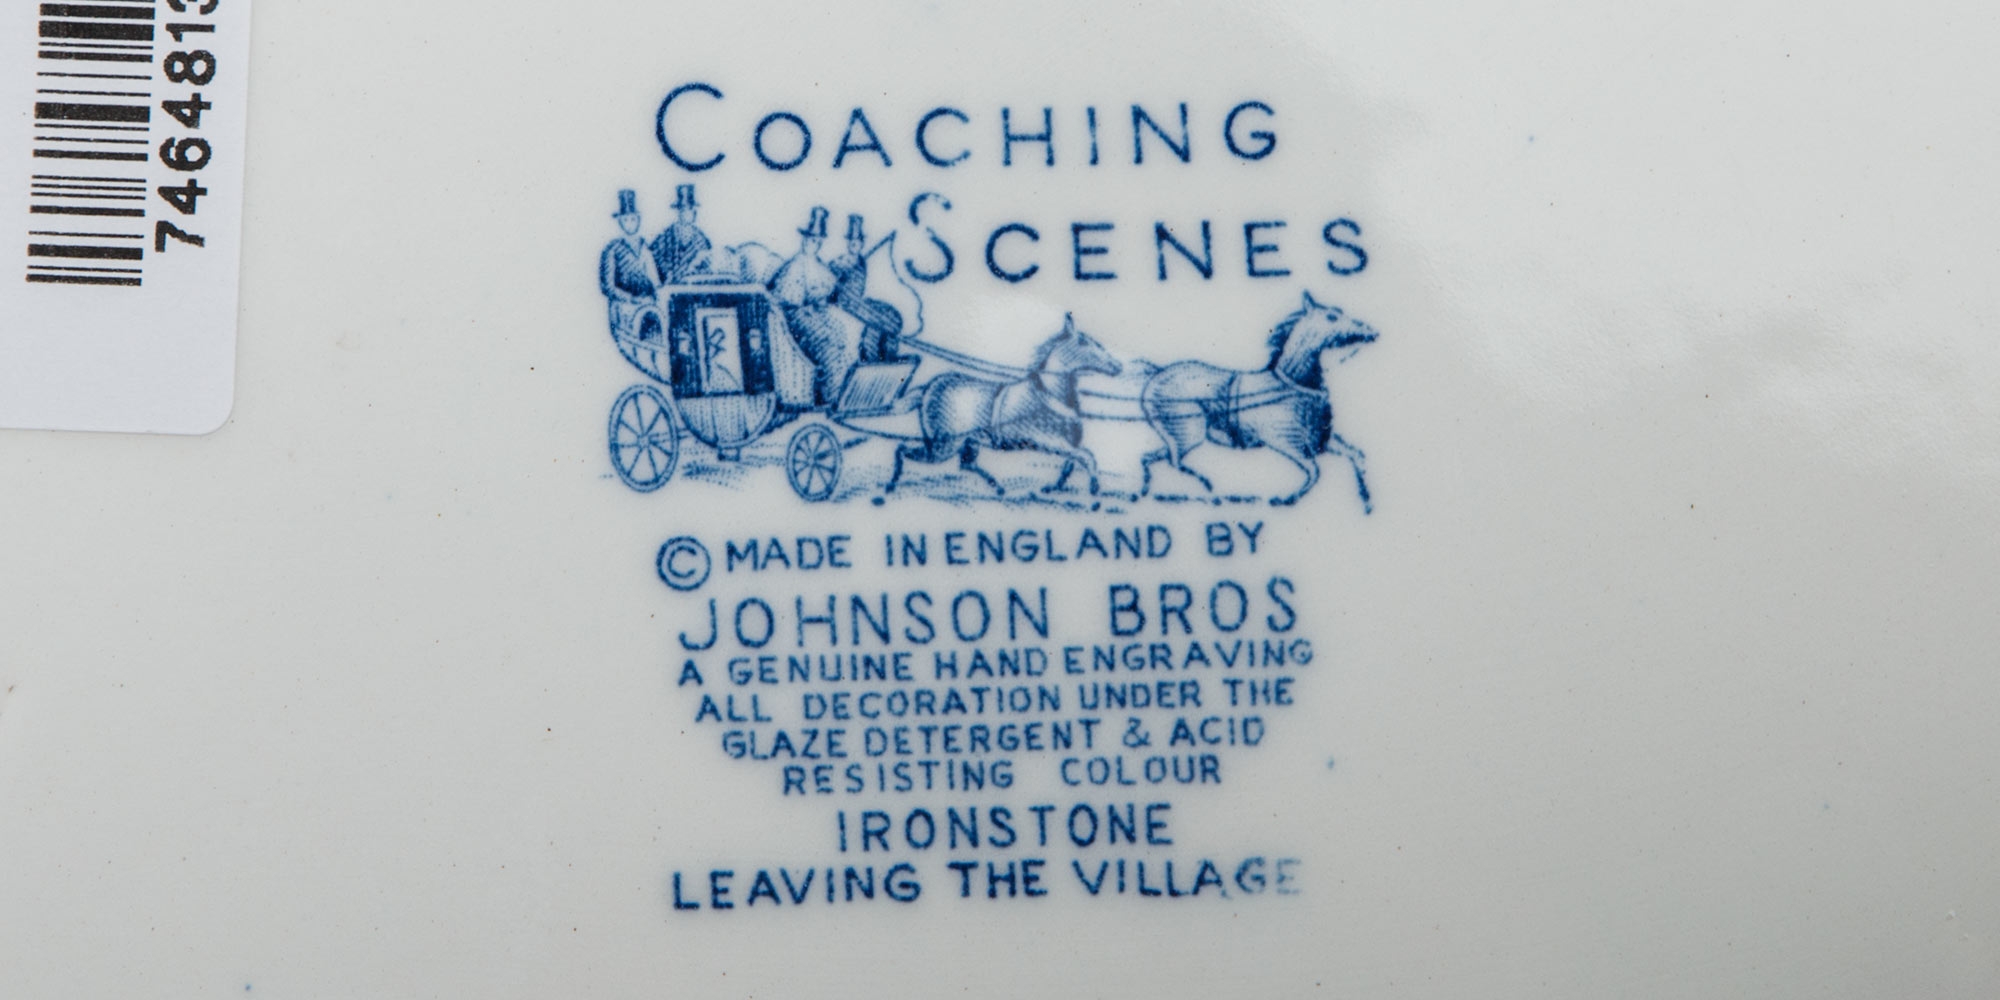 COACHING
SCENES
© MADE IN ENGLAND BY
JOHNSON BROS
A GENUINE HAND ENGRAVING
ALL DECORATION UNDER THE
GLAZE DETERGENT & ACID
RESISTING COLOUR
IRONSTONE
LEAVING THE VILLAGE
7464813